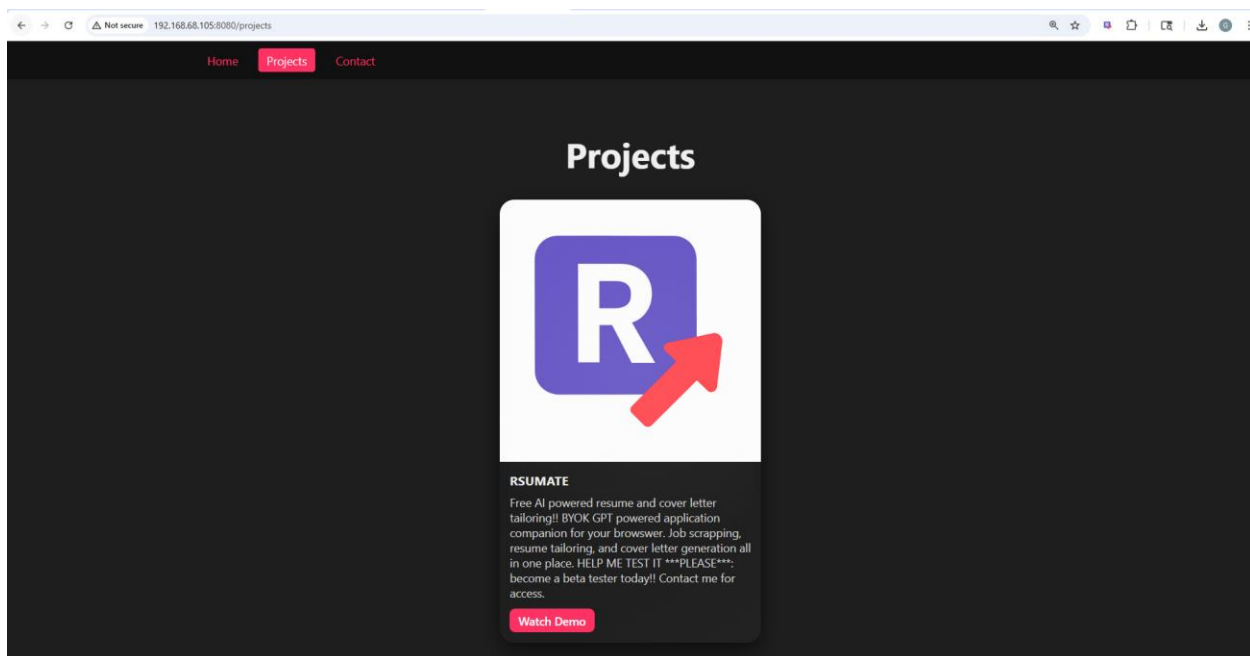 Not secure 192.168.68.105:8080/projects
G
Home Projects Contact
Projects
R
RSUMATE
Free AI powered resume and cover letter
tailoring!! BYOK GPT powered application
companion for your browswer. Job scrapping,
resume tailoring, and cover letter generation all
in one place. HELP ME TEST IT ***PLEASE***:
become a beta tester today!! Contact me for
access.
Watch Demo